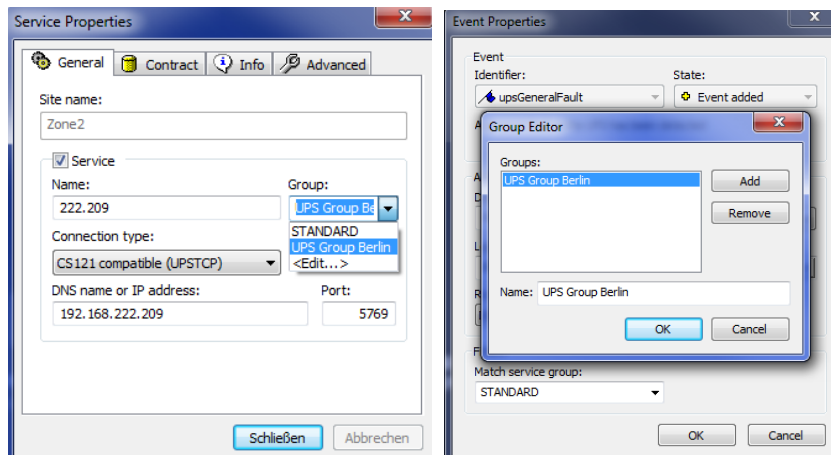 Service Properties
General Contract Info Advanced
Site name:
Zone2
Service
Name: Group:
222.209 UPS Group Be
STANDARD
UPS Group Berlin
<Edit...>
Connection type:
CS121 compatible (UPSTCP)
DNS name or IP address: Port:
192.168.222.209 5769
Schließen Abbrechen
Event Properties
Event
Identifier: State:
upsGeneralFault Event added
Group Editor
Groups:
UPS Group Berlin
Add
Remove
Name: UPS Group Berlin
OK Cancel
Match service group:
STANDARD
OK Cancel